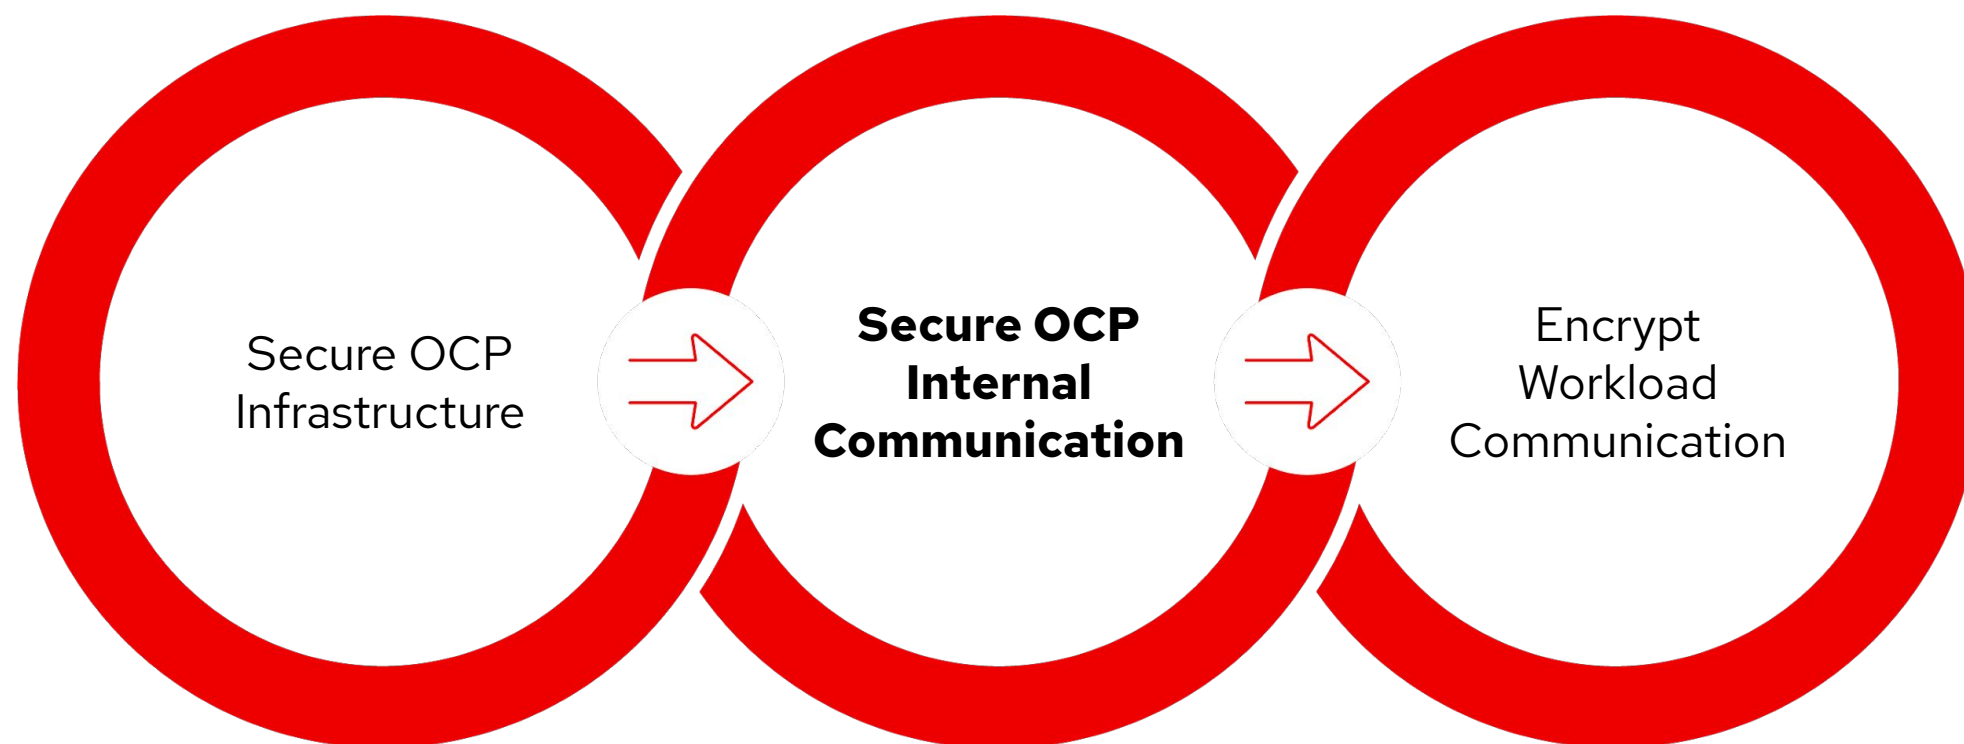 Secure OCP
Infrastructure
Secure OCP
Internal
Communication
Encrypt
Workload
Communication